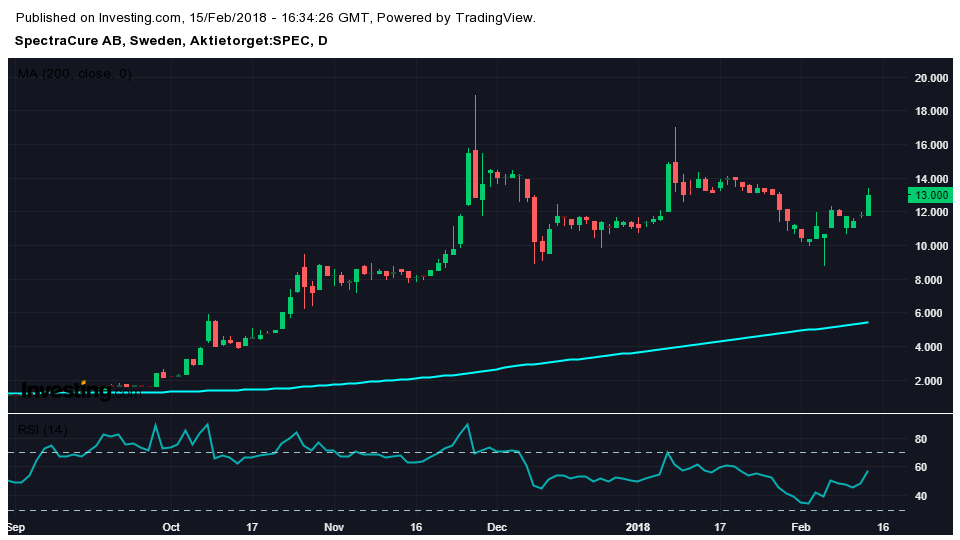 Published on Investing.com, 15/Feb/2018 - 16:34:26 GMT, Powered by TradingView.
SpectraCure AB, Sweden, Aktietorget:SPEC, D
MA (200, close, 0)
20.000
18.000
16.000
14.000
13.000
12.000
10.000
8.000
6.000
4.000
2.000
Investing.com
RSI (14)
80
60
40
Sep Oct 17 Nov 16 Dec 2018 17 Feb 16